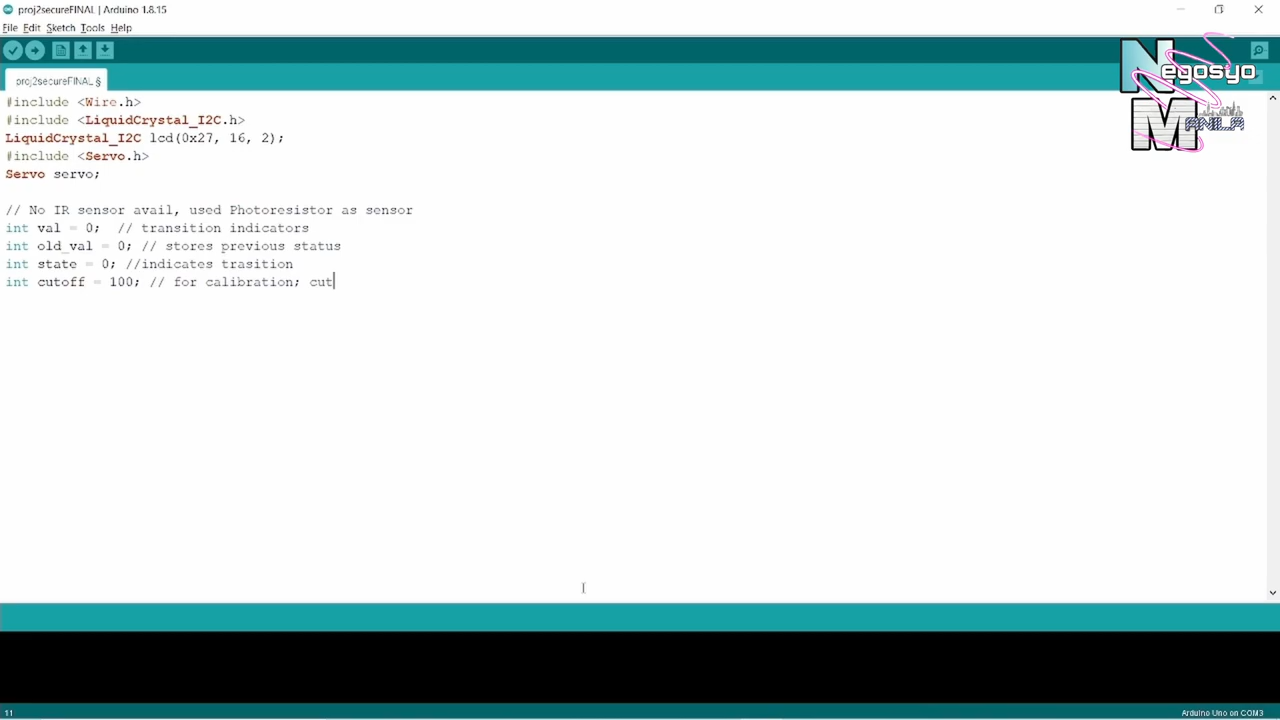 proj2secureFINAL | Arduino 1.8.15
File Edit Sketch Tools Help
Negosyo
MANILA
proj2secureFINAL §
#include <Wire.h>
#include <LiquidCrystal_I2C.h>
LiquidCrystal_I2C lcd(0x27, 16, 2);
#include <Servo.h>
Servo servo;
// No IR sensor avail, used Photoresistor as sensor
int val = 0;  // transition indicators
int old_val = 0; // stores previous status
int state = 0; //indicates trasition
int cutoff = 100; // for calibration; cut
11
Arduino Uno on COM3